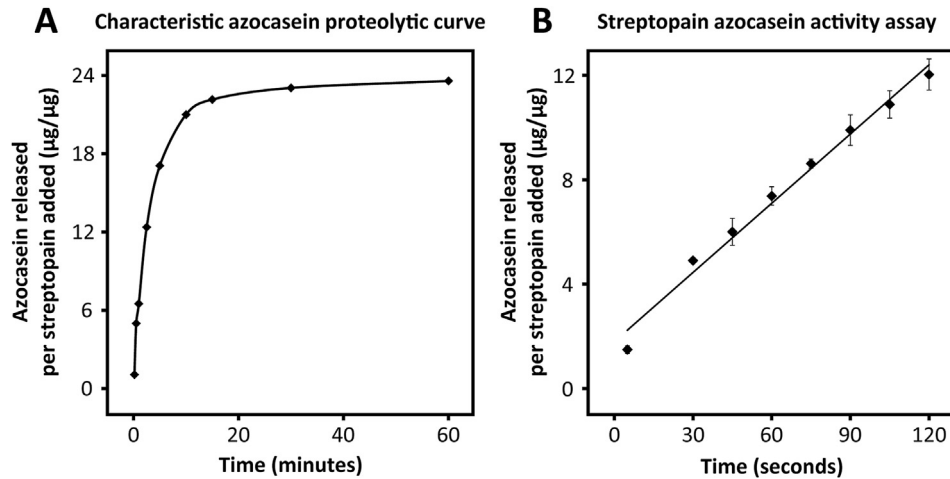 A Characteristic azocasein proteolytic curve
Azocasein released
per streptopain added (µg/µg)
24
18
12
6
0
0 20 40 60
Time (minutes)
B Streptopain azocasein activity assay
Azocasein released
per streptopain added (µg/µg)
12
8
4
0
0 30 60 90 120
Time (seconds)